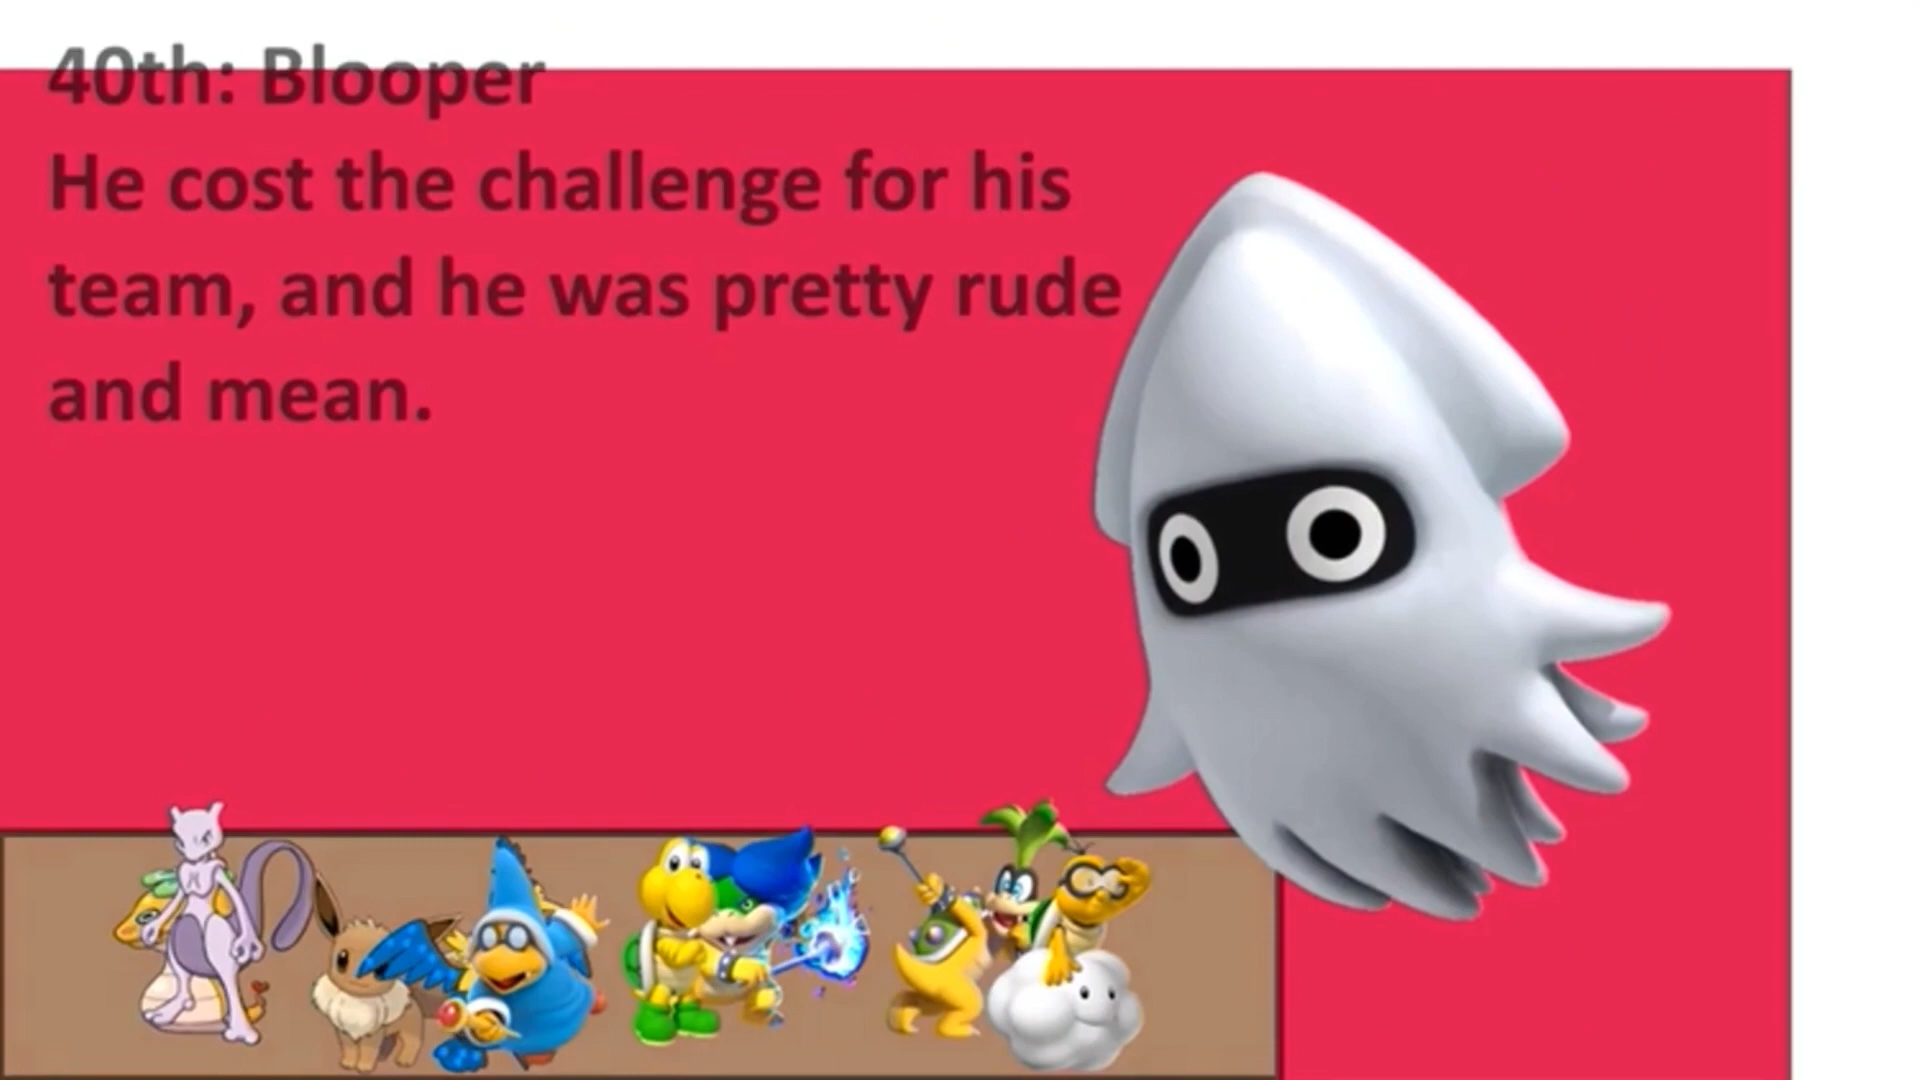 40th: Blooper
He cost the challenge for his
team, and he was pretty rude
and mean.